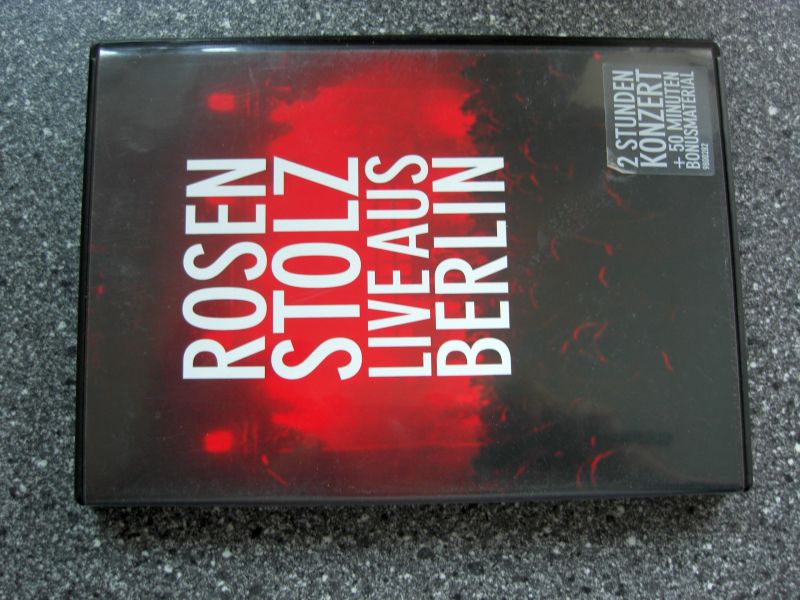 ROSEN
STOLZ
LIVE AUS
BERLIN
2 STUNDEN
KONZERT
+ 50 MINUTEN
BONUSMATERIAL